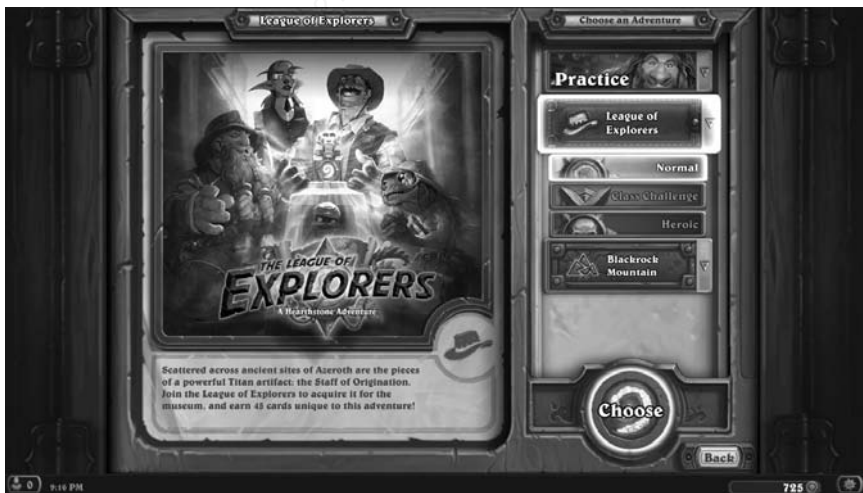 League of Explorers
Choose an Adventure
Practice
League of
Explorers
Normal
Class Challenge
Heroic
Blackrock
Mountain
THE LEAGUE OF
EXPLORERS
A Hearthstone Adventure
Scattered across ancient sites of Azeroth are the pieces
of a powerful Titan artifact: the Staff of Origination.
Join the League of Explorers to acquire it for the
museum, and earn 45 cards unique to this adventure!
Choose
Back
0
9:16 PM
725